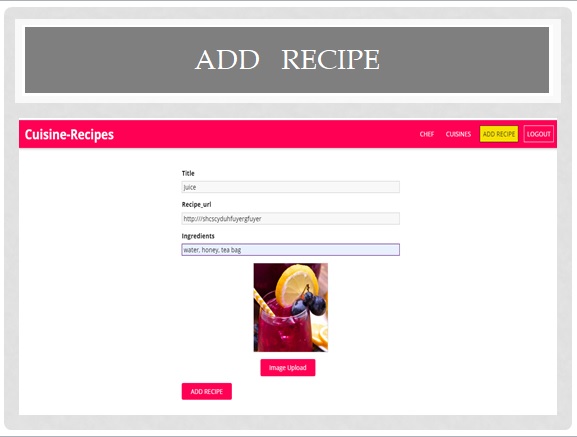 ADD RECIPE
Cuisine-Recipes
CHEF CUISINES ADD RECIPE LOGOUT
Title
Juice
Recipe_url
http:///shcscyduhfuyergfuyer
Ingredients
water, honey, tea bag
Image Upload
ADD RECIPE